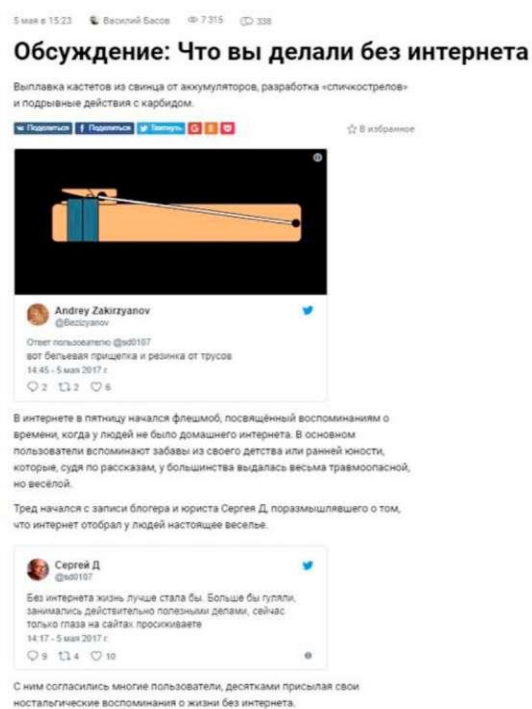 5 мая в 15:23 Василий Басов 7 315 338
Обсуждение: Что вы делали без интернета
Выплавка кастетов из свинца от аккумуляторов, разработка «спичкострелов»
и подрывные действия с карбидом.
Поделиться Поделиться Твитнуть В избранное
Andrey Zakirzyanov
@Bezizyanov
Ответ пользователю @sd0107
вот бельевая прищепка и резинка от трусов
14:45 - 5 мая 2017 г.
2 2 6
В интернете в пятницу начался флешмоб, посвящённый воспоминаниям о
времени, когда у людей не было домашнего интернета. В основном
пользователи вспоминают забавы из своего детства или ранней юности,
которые, судя по рассказам, у большинства выдалась весьма травмоопасной,
но весёлой.
Тред начался с записи блогера и юриста Сергея Д, поразмышлявшего о том,
что интернет отобрал у людей настоящее веселье.
Сергей Д
@sd0107
Без интернета жизнь лучше стала бы. Больше бы гуляли,
занимались действительно полезными делами, сейчас
только глаза на сайтах просиживаете
14:17 - 5 мая 2017 г.
9 4 10
С ним согласились многие пользователи, десятками присылая свои
ностальгические воспоминания о жизни без интернета.